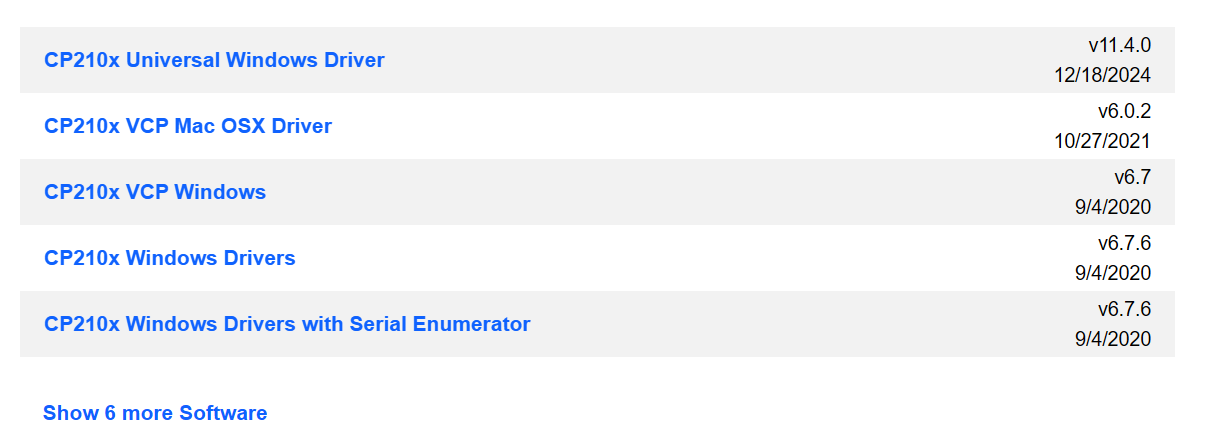 CP210x Universal Windows Driver
v11.4.0
12/18/2024
CP210x VCP Mac OSX Driver
v6.0.2
10/27/2021
CP210x VCP Windows
v6.7
9/4/2020
CP210x Windows Drivers
v6.7.6
9/4/2020
CP210x Windows Drivers with Serial Enumerator
v6.7.6
9/4/2020
Show 6 more Software